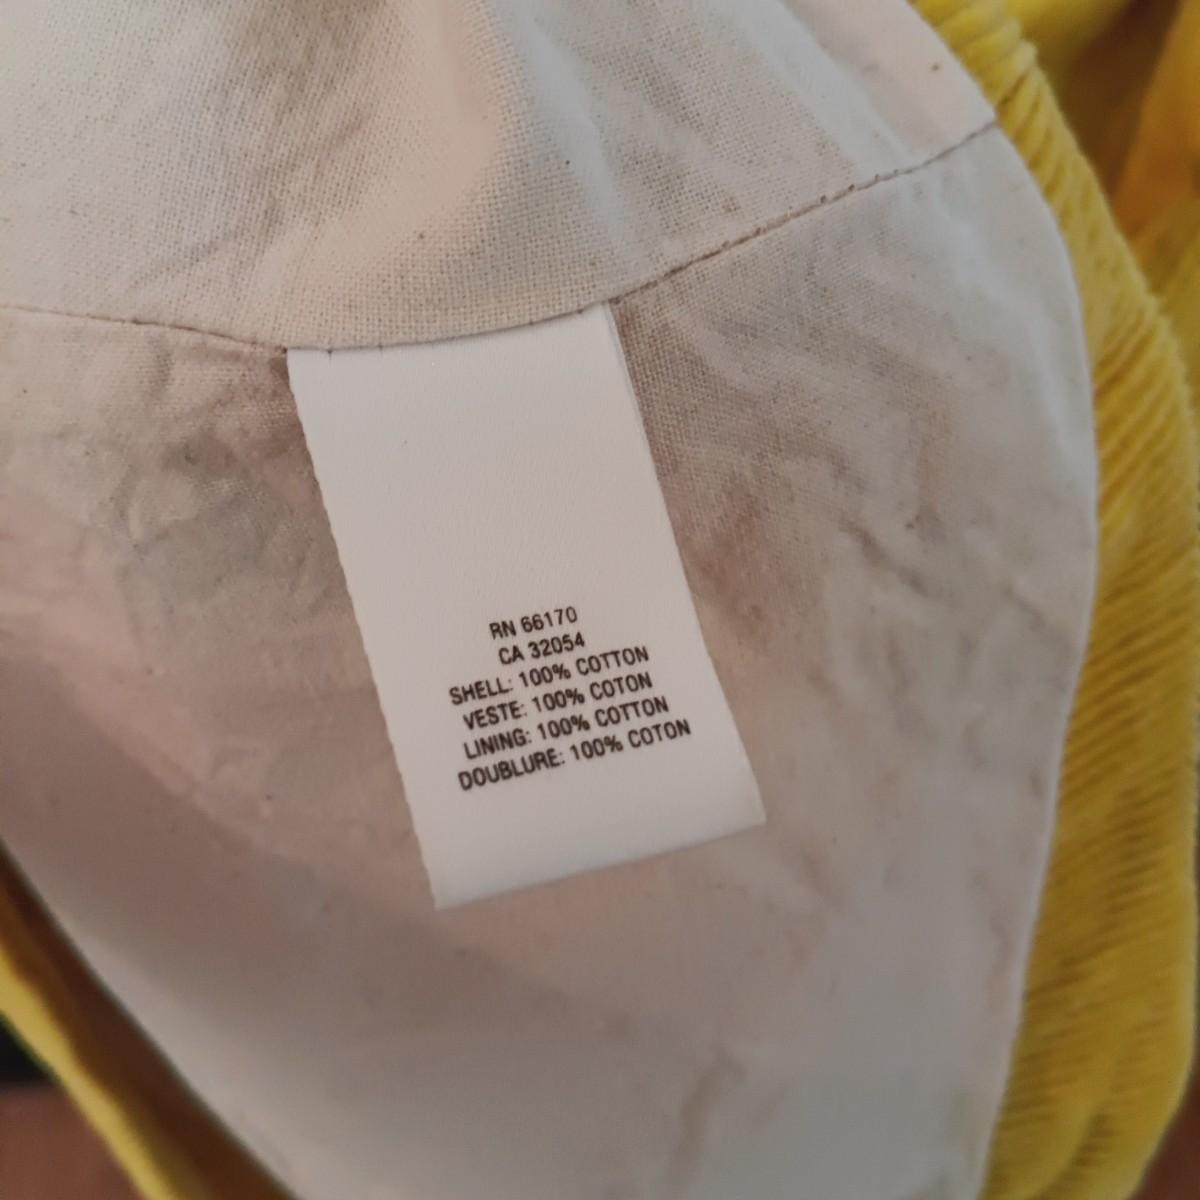 RN 66170
CA 32054
SHELL: 100% COTTON
VESTE: 100% COTON
LINING: 100% COTTON
DOUBLURE: 100% COTON